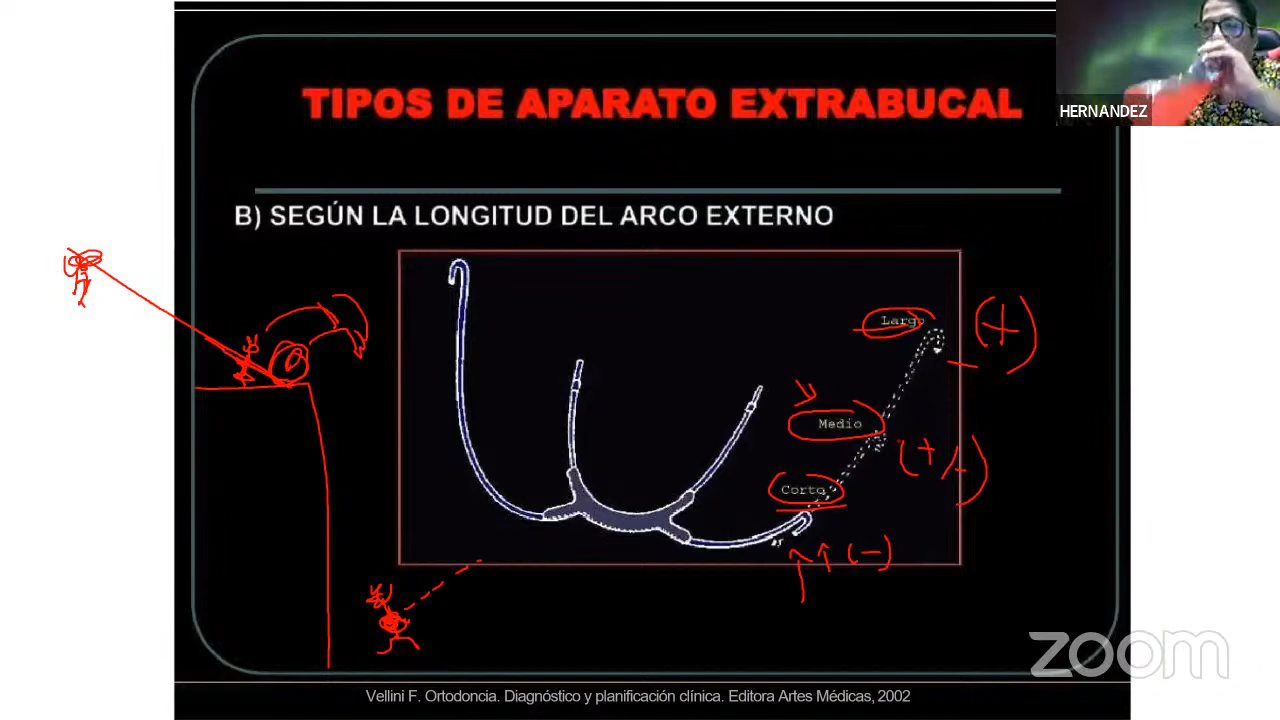 TIPOS DE APARATO EXTRABUCAL
HERNANDEZ
B) SEGÚN LA LONGITUD DEL ARCO EXTERNO
Largo
(+)
Medio
(+/-)
Corto
(-)
zoom
Vellini F. Ortodoncia. Diagnóstico y planificación clínica. Editora Artes Médicas, 2002